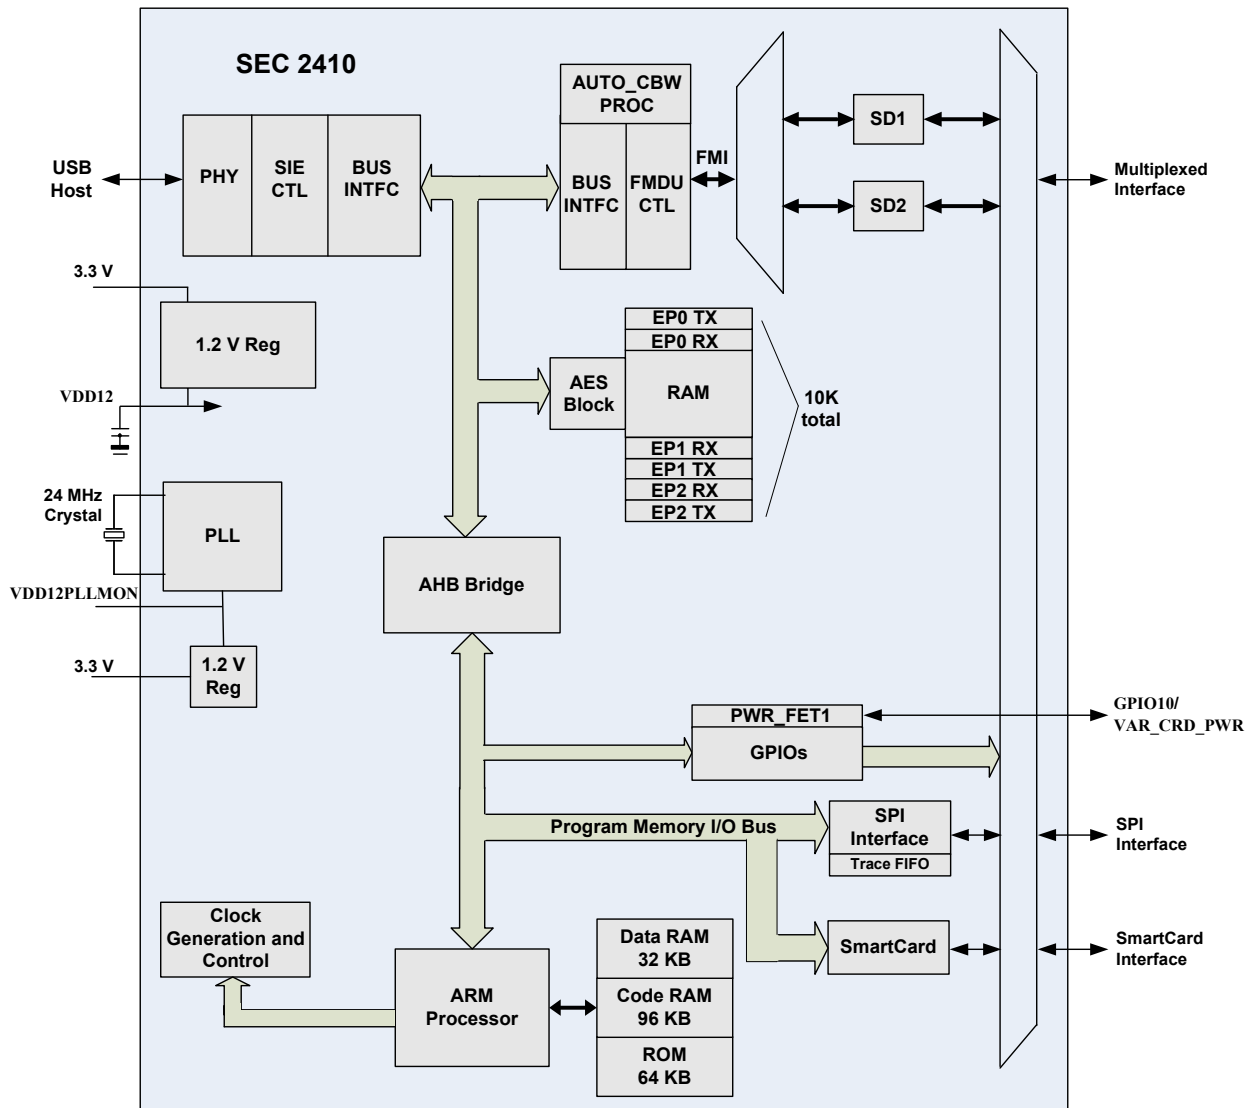 SEC 2410
AUTO_CBW
PROC
USB
Host
PHY
SIE
CTL
BUS
INTFC
BUS
INTFC
FMDU
CTL
FMI
SD1
SD2
Multiplexed
Interface
3.3 V
1.2 V Reg
VDD12
EP0 TX
EP0 RX
AES
Block
RAM
EP1 RX
EP1 TX
EP2 RX
EP2 TX
10K
total
24 MHz
Crystal
PLL
VDD12PLLMON
AHB Bridge
3.3 V
1.2 V
Reg
PWR_FET1
GPIOs
GPIO10/
VAR_CRD_PWR
Program Memory I/O Bus
SPI
Interface
Trace FIFO
SPI
Interface
Clock
Generation and
Control
ARM
Processor
Data RAM
32 KB
Code RAM
96 KB
ROM
64 KB
SmartCard
SmartCard
Interface